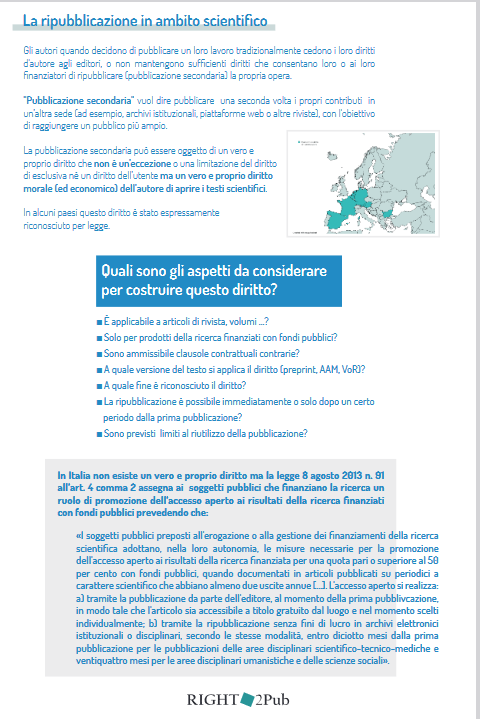 La ripubblicazione in ambito scientifico
Gli autori quando decidono di pubblicare un loro lavoro tradizionalmente cedono i loro diritti
d'autore agli editori, o non mantengono sufficienti diritti che consentano loro o ai loro
finanziatori di ripubblicare (pubblicazione secondaria) la propria opera.
"Pubblicazione secondaria" vuol dire pubblicare una seconda volta i propri contributi in
un'altra sede (ad esempio, archivi istituzionali, piattaforme web o altre riviste), con l'obiettivo
di raggiungere un pubblico più ampio.
La pubblicazione secondaria può essere oggetto di un vero e
proprio diritto che non è un'eccezione o una limitazione del diritto
di esclusiva né un diritto dell'utente ma un vero e proprio diritto
morale (ed economico) dell'autore di aprire i testi scientifici.
In alcuni paesi questo diritto è stato espressamente
riconosciuto per legge.
Quali sono gli aspetti da considerare
per costruire questo diritto?
■ È applicabile a articoli di rivista, volumi ...?
■ Solo per prodotti della ricerca finanziati con fondi pubblici?
■ Sono ammissibile clausole contrattuali contrarie?
■ A quale versione del testo si applica il diritto (preprint, AAM, VoR)?
■ A quale fine è riconosciuto il diritto?
■ La ripubblicazione è possibile immediatamente o solo dopo un certo
periodo dalla prima pubblicazione?
■ Sono previsti limiti al riutilizzo della pubblicazione?
In Italia non esiste un vero e proprio diritto ma la legge 8 agosto 2013 n. 91
all'art. 4 comma 2 assegna ai soggetti pubblici che finanziano la ricerca un
ruolo di promozione dell'accesso aperto ai risultati della ricerca finanziati
con fondi pubblici prevedendo che:
«I soggetti pubblici preposti all'erogazione o alla gestione dei finanziamenti della ricerca
scientifica adottano, nella loro autonomia, le misure necessarie per la promozione
dell'accesso aperto ai risultati della ricerca finanziata per una quota pari o superiore al 50
per cento con fondi pubblici, quando documentati in articoli pubblicati su periodici a
carattere scientifico che abbiano almeno due uscite annue [...]. L'accesso aperto si realizza:
a) tramite la pubblicazione da parte dell'editore, al momento della prima pubblivcazione,
in modo tale che l'articolo sia accessibile a titolo gratuito dal luogo e nel momento scelti
individualmente; b) tramite la ripubblicazione senza fini di lucro in archivi elettronici
istituzionali o disciplinari, secondo le stesse modalità, entro diciotto mesi dalla prima
pubblicazione per le pubblicazioni delle aree disciplinari scientifico-tecnico-mediche e
ventiquattro mesi per le aree disciplinari umanistiche e delle scienze sociali».
RIGHT 2Pub